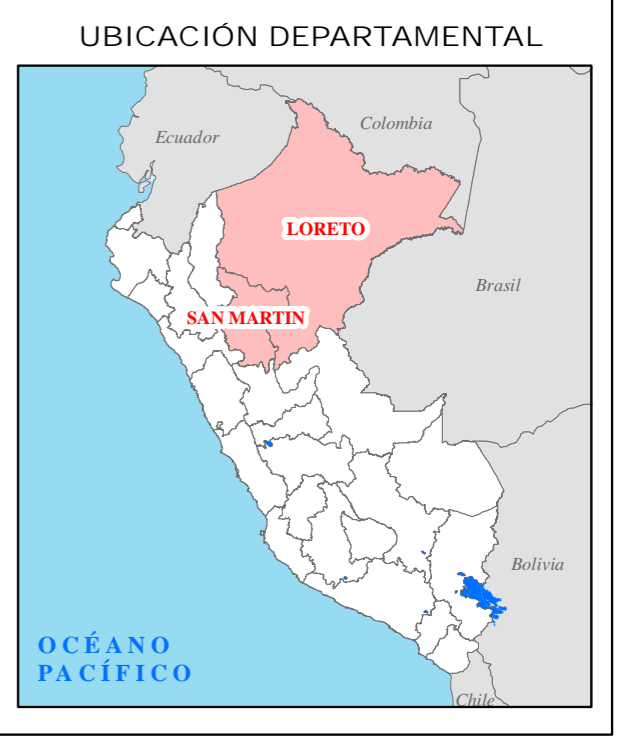 UBICACIÓN DEPARTAMENTAL
Colombia
Ecuador
LORETO
Brasil
SAN MARTIN
Bolivia
OCÉANO
PACÍFICO
Chile